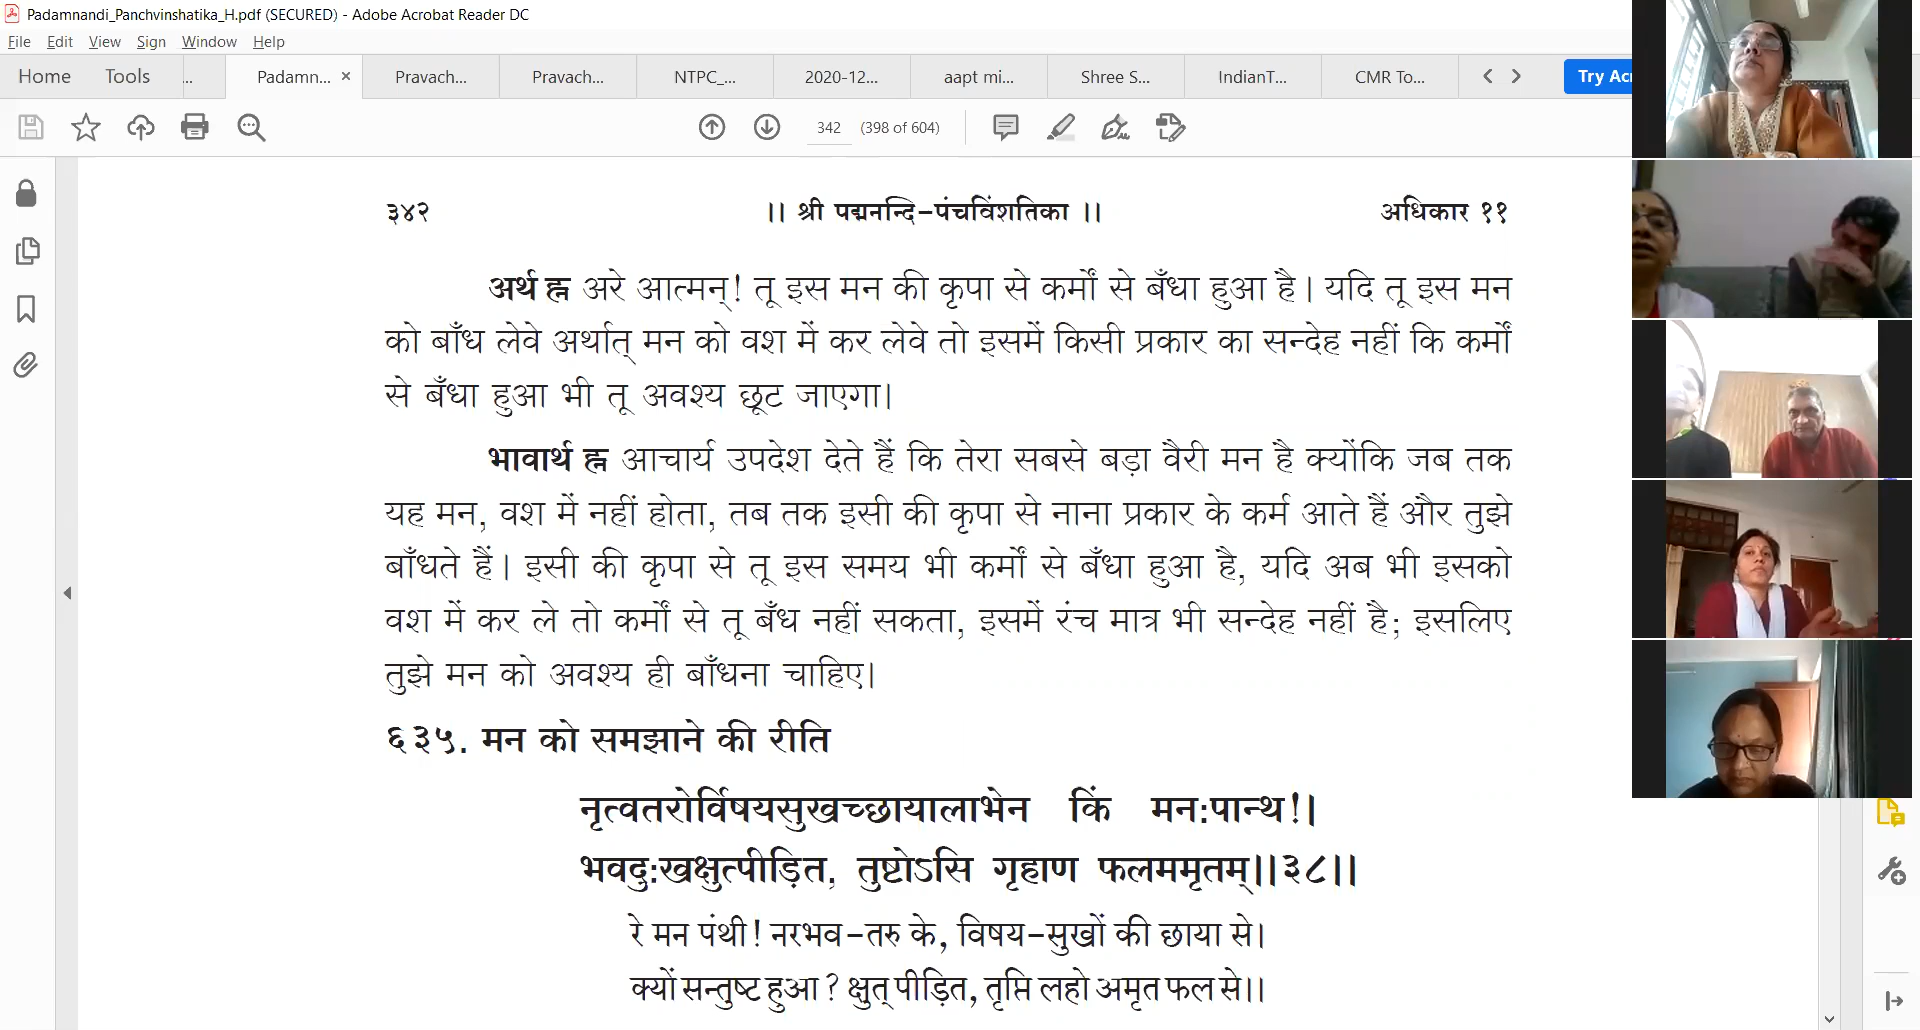 Padamnandi_Panchvinshatika_H.pdf (SECURED) - Adobe Acrobat Reader DC
File Edit View Sign Window Help
Home Tools ... Padamn... × Pravach... Pravach... NTPC_... 2020-12... aapt mi... Shree S... IndianT... CMR To... Try Acr
342 (398 of 604)
३४२ ।। श्री पद्मनन्दि-पंचविंशतिका ।। अधिकार ११
अर्थ ह्न अरे आत्मन्! तू इस मन की कृपा से कर्मों से बँधा हुआ है। यदि तू इस मन
को बाँध लेवे अर्थात् मन को वश में कर लेवे तो इसमें किसी प्रकार का सन्देह नहीं कि कर्मों
से बँधा हुआ भी तू अवश्य छूट जाएगा।
भावार्थ ह्न आचार्य उपदेश देते हैं कि तेरा सबसे बड़ा वैरी मन है क्योंकि जब तक
यह मन, वश में नहीं होता, तब तक इसी की कृपा से नाना प्रकार के कर्म आते हैं और तुझे
बाँधते हैं। इसी की कृपा से तू इस समय भी कर्मों से बँधा हुआ है, यदि अब भी इसको
वश में कर ले तो कर्मों से तू बँध नहीं सकता, इसमें रंच मात्र भी सन्देह नहीं है; इसलिए
तुझे मन को अवश्य ही बाँधना चाहिए।
६३५. मन को समझाने की रीति
नृत्वतरोर्विषयसुखच्छायालाभेन किं मन:पान्थ!।
भवदु:खक्षुत्पीड़ित, तुष्टोऽसि गृहाण फलममृतम्।।३८।।
रे मन पंथी! नरभव-तरु के, विषय-सुखों की छाया से।
क्यों सन्तुष्ट हुआ? क्षुत् पीड़ित, तृप्ति लहो अमृत फल से।।